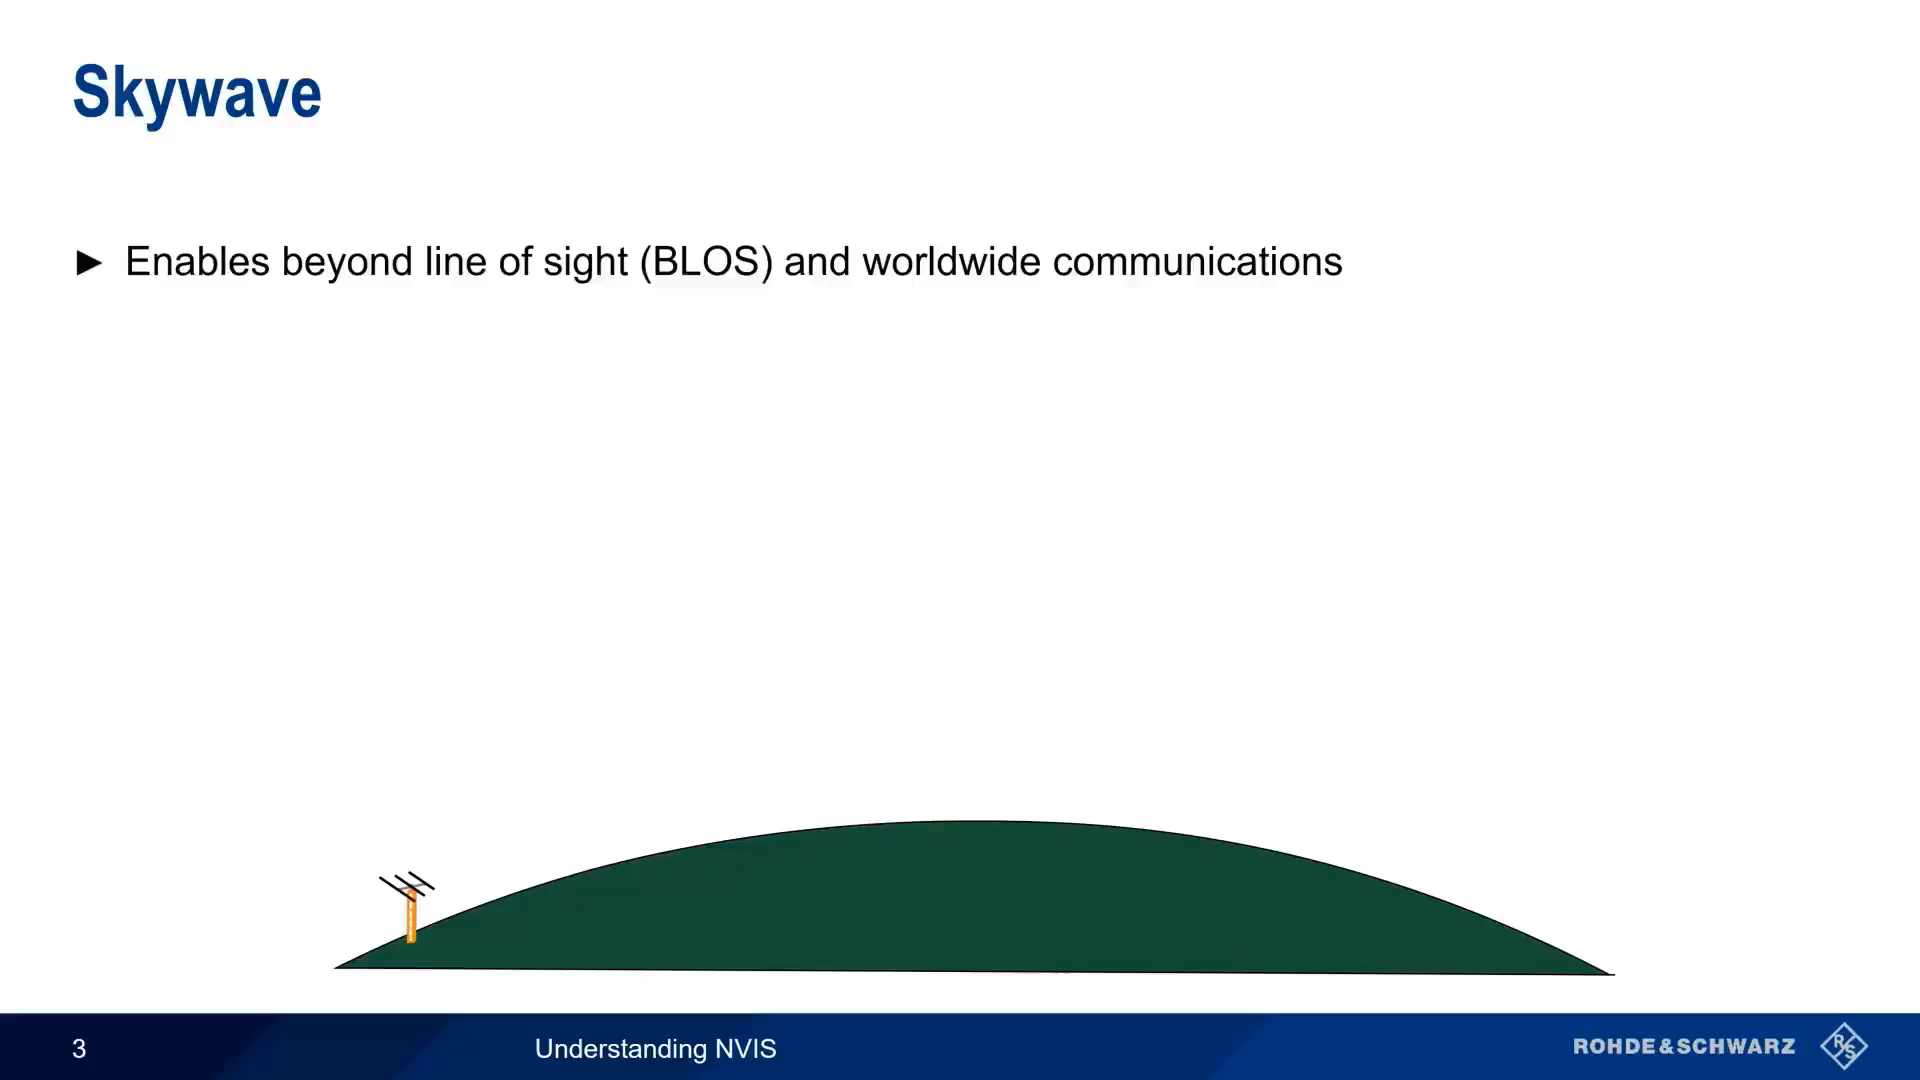 Skywave
► Enables beyond line of sight (BLOS) and worldwide communications
3
Understanding NVIS
ROHDE&SCHWARZ
R&S